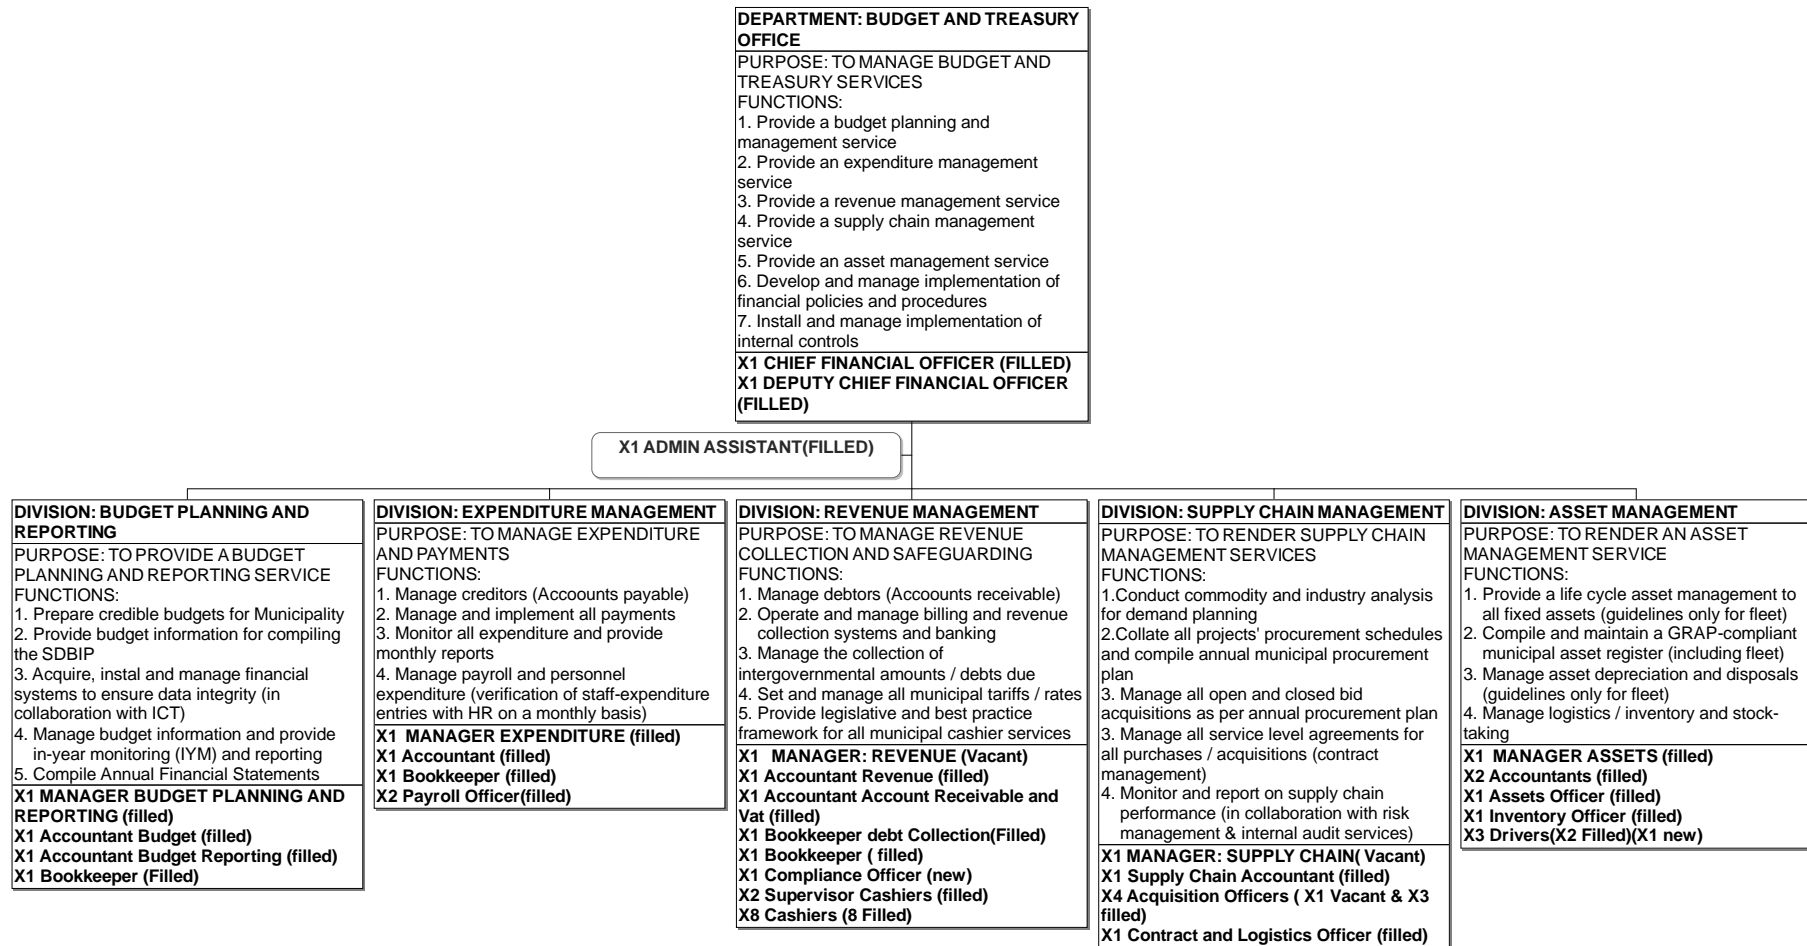 DEPARTMENT: BUDGET AND TREASURY
OFFICE
PURPOSE: TO MANAGE BUDGET AND
TREASURY SERVICES
FUNCTIONS:
1. Provide a budget planning and
management service
2. Provide an expenditure management
service
3. Provide a revenue management service
4. Provide a supply chain management
service
5. Provide an asset management service
6. Develop and manage implementation of
financial policies and procedures
7. Install and manage implementation of
internal controls
X1 CHIEF FINANCIAL OFFICER (FILLED)
X1 DEPUTY CHIEF FINANCIAL OFFICER
(FILLED)
X1 ADMIN ASSISTANT(FILLED)
DIVISION: BUDGET PLANNING AND
REPORTING
PURPOSE: TO PROVIDE A BUDGET
PLANNING AND REPORTING SERVICE
FUNCTIONS:
1. Prepare credible budgets for Municipality
2. Provide budget information for compiling
the SDBIP
3. Acquire, instal and manage financial
systems to ensure data integrity (in
collaboration with ICT)
4. Manage budget information and provide
in-year monitoring (IYM) and reporting
5. Compile Annual Financial Statements
X1 MANAGER BUDGET PLANNING AND
REPORTING (filled)
X1 Accountant Budget (filled)
X1 Accountant Budget Reporting (filled)
X1 Bookkeeper (Filled)
DIVISION: EXPENDITURE MANAGEMENT
PURPOSE: TO MANAGE EXPENDITURE
AND PAYMENTS
FUNCTIONS:
1. Manage creditors (Accoounts payable)
2. Manage and implement all payments
3. Monitor all expenditure and provide
monthly reports
4. Manage payroll and personnel
expenditure (verification of staff-expenditure
entries with HR on a monthly basis)
X1 MANAGER EXPENDITURE (filled)
X1 Accountant (filled)
X1 Bookkeeper (filled)
X2 Payroll Officer(filled)
DIVISION: REVENUE MANAGEMENT
PURPOSE: TO MANAGE REVENUE
COLLECTION AND SAFEGUARDING
FUNCTIONS:
1. Manage debtors (Accounts receivable)
2. Operate and manage billing and revenue
collection systems and banking
3. Manage the collection of
intergovernmental amounts / debts due
4. Set and manage all municipal tariffs / rates
5. Provide legislative and best practice
framework for all municipal cashier services
X1 MANAGER: REVENUE (Vacant)
X1 Accountant Revenue (filled)
X1 Accountant Account Receivable and
Vat (filled)
X1 Bookkeeper debt Collection(Filled)
X1 Bookkeeper ( filled)
X1 Compliance Officer (new)
X2 Supervisor Cashiers (filled)
X8 Cashiers (8 Filled)
DIVISION: SUPPLY CHAIN MANAGEMENT
PURPOSE: TO RENDER SUPPLY CHAIN
MANAGEMENT SERVICES
FUNCTIONS:
1.Conduct commodity and industry analysis
for demand planning
2.Collate all projects' procurement schedules
and compile annual municipal procurement
plan
3. Manage all open and closed bid
acquisitions as per annual procurement plan
3. Manage all service level agreements for
all purchases / acquisitions (contract
management)
4. Monitor and report on supply chain
performance (in collaboration with risk
management & internal audit services)
X1 MANAGER: SUPPLY CHAIN( Vacant)
X1 Supply Chain Accountant (filled)
X4 Acquisition Officers ( X1 Vacant & X3
filled)
X1 Contract and Logistics Officer (filled)
DIVISION: ASSET MANAGEMENT
PURPOSE: TO RENDER AN ASSET
MANAGEMENT SERVICE
FUNCTIONS:
1. Provide a life cycle asset management to
all fixed assets (guidelines only for fleet)
2. Compile and maintain a GRAP-compliant
municipal asset register (including fleet)
3. Manage asset depreciation and disposals
(guidelines only for fleet)
4. Manage logistics / inventory and stock-
taking
X1 MANAGER ASSETS (filled)
X2 Accountants (filled)
X1 Assets Officer (filled)
X1 Inventory Officer (filled)
X3 Drivers(X2 Filled)(X1 new)